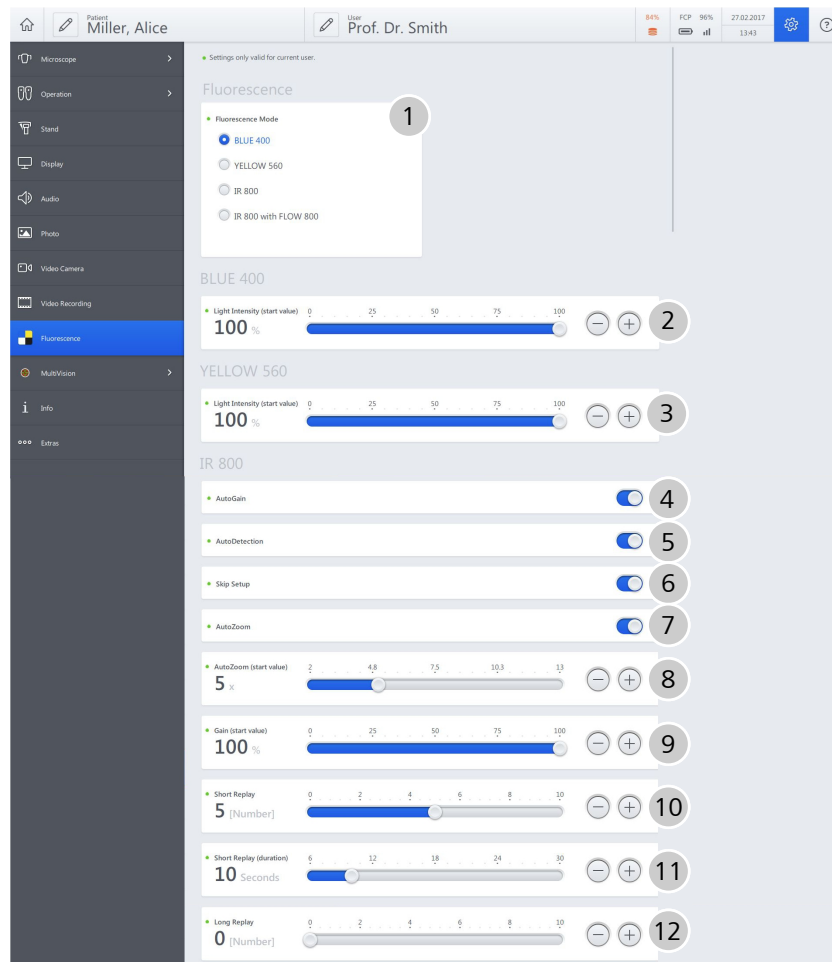 Patient
Miller, Alice
User
Prof. Dr. Smith
84%
FCP 96%
27.02.2017
13:43
?
Microscope
Operation
Stand
Display
Audio
Photo
Video Camera
Video Recording
Fluorescence
MultiVision
i Info
Extras
Settings only valid for current user.
Fluorescence
Fluorescence Mode
1
BLUE 400
YELLOW 560
IR 800
IR 800 with FLOW 800
BLUE 400
Light Intensity (start value)
0 25 50 75 100
100 %
2
YELLOW 560
Light Intensity (start value)
0 25 50 75 100
100 %
3
IR 800
AutoGain
4
AutoDetection
5
Skip Setup
6
AutoZoom
7
AutoZoom (start value)
2 4.8 7.5 10.3 13
5 x
8
Gain (start value)
0 25 50 75 100
100 %
9
Short Replay
0 2 4 6 8 10
5 [Number]
10
Short Replay (duration)
6 12 18 24 30
10 Seconds
11
Long Replay
0 2 4 6 8 10
0 [Number]
12